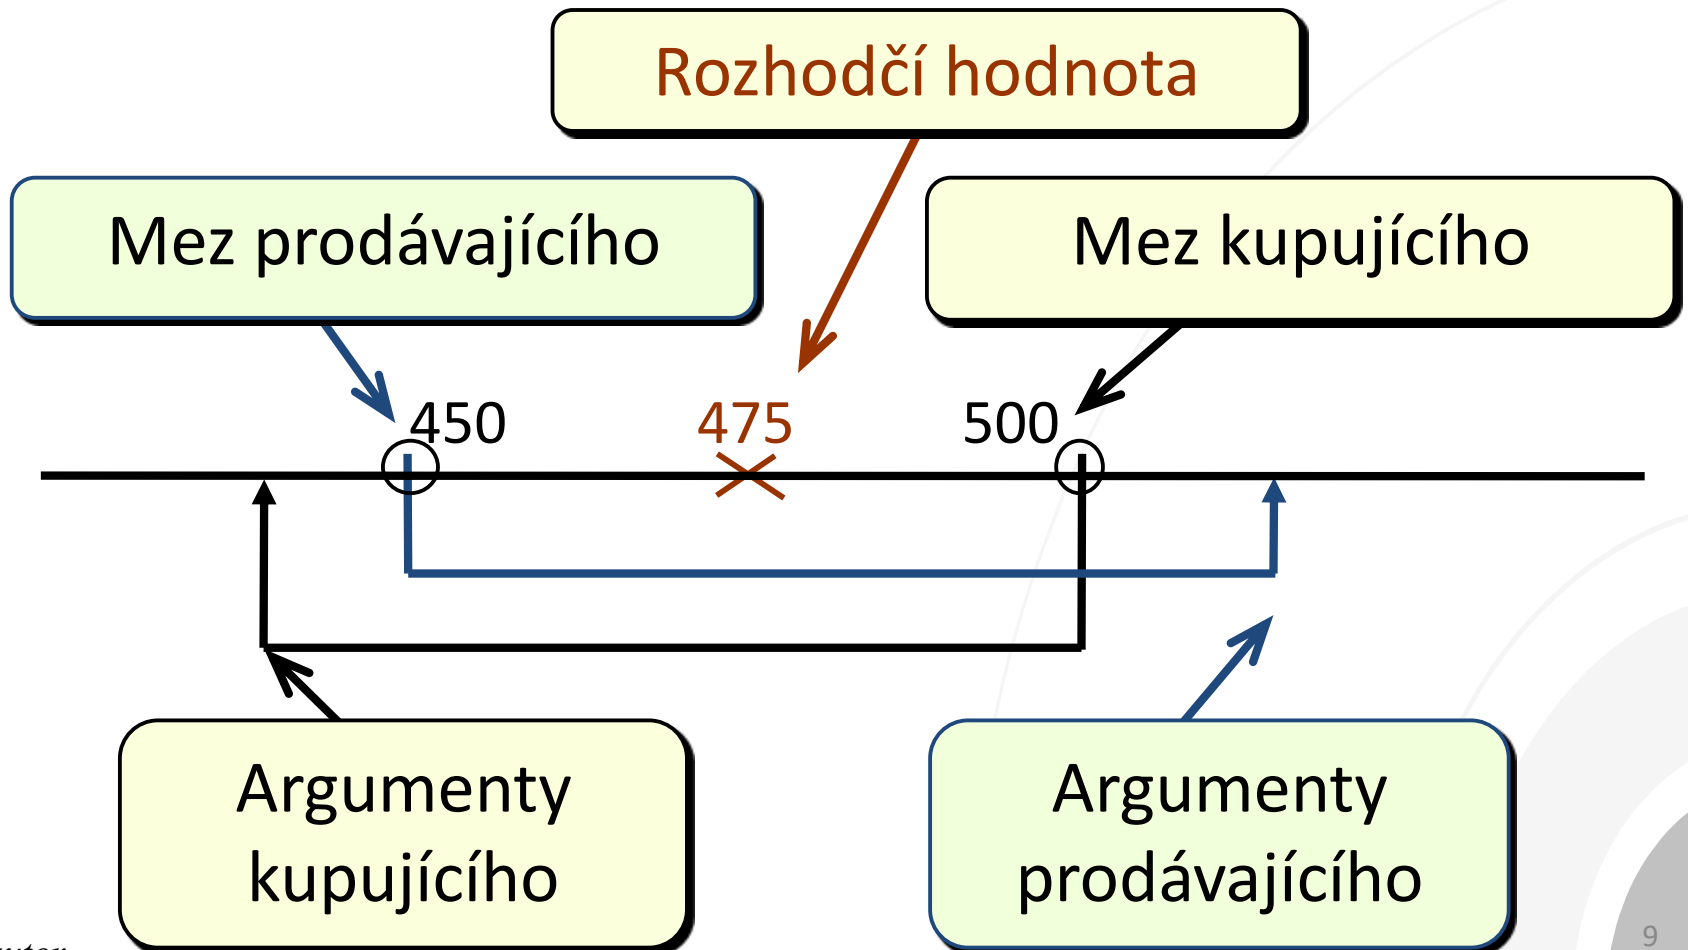 Rozhodčí hodnota
Mez prodávajícího
Mez kupujícího
450
475
500
Argumenty
kupujícího
Argumenty
prodávajícího
9